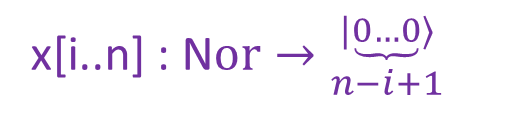 x[i..n] : Nor → |0...0⟩
n−i+1